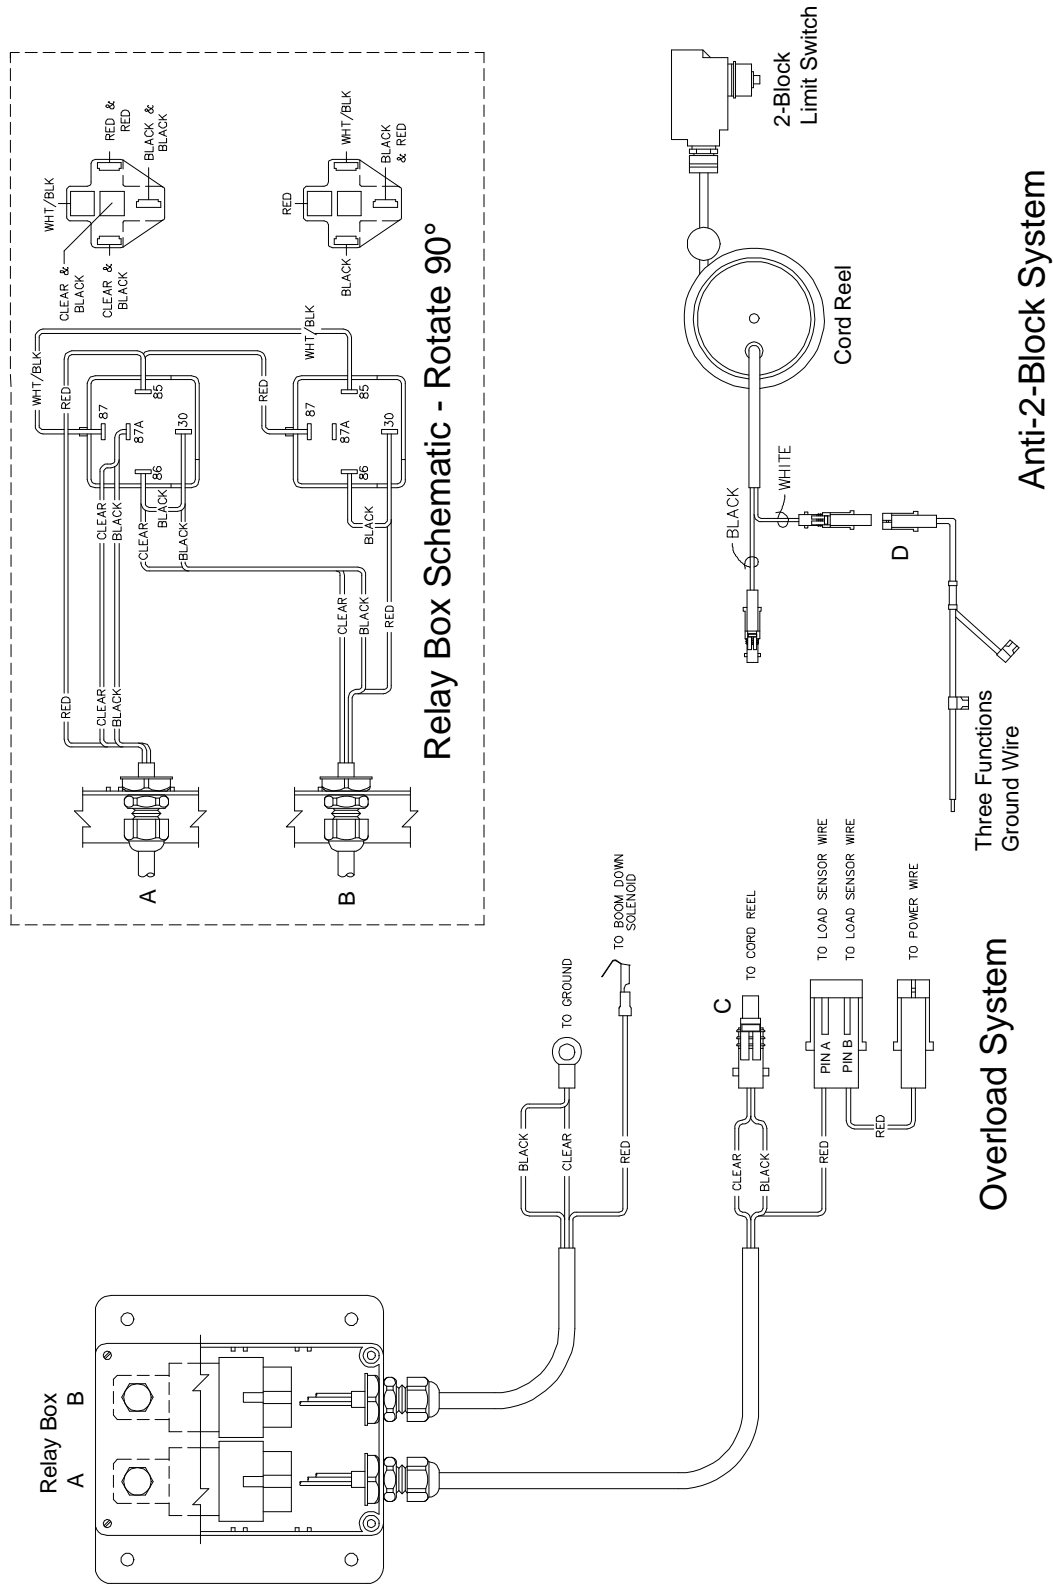 Relay Box
A B
BLACK
CLEAR
RED
TO GROUND
TO BOOM DOWN
SOLENOID
CLEAR
BLACK
RED
RED
C
PIN A
PIN B
TO CORD REEL
TO LOAD SENSOR WIRE
TO LOAD SENSOR WIRE
TO POWER WIRE
Overload System
A
B
RED
CLEAR
BLACK
CLEAR
BLACK
RED
WHT/BLK
RED
CLEAR
BLACK
CLEAR
BLACK
BLACK
87
87A
86
85
30
RED
WHT/BLK
87
87A
86
85
30
BLACK
CLEAR &
BLACK
CLEAR &
BLACK
WHT/BLK
RED &
RED
BLACK &
BLACK
BLACK
RED
WHT/BLK
BLACK
& RED
Relay Box Schematic - Rotate 90°
BLACK
WHITE
D
Three Functions
Ground Wire
Cord Reel
2-Block
Limit Switch
Anti-2-Block System